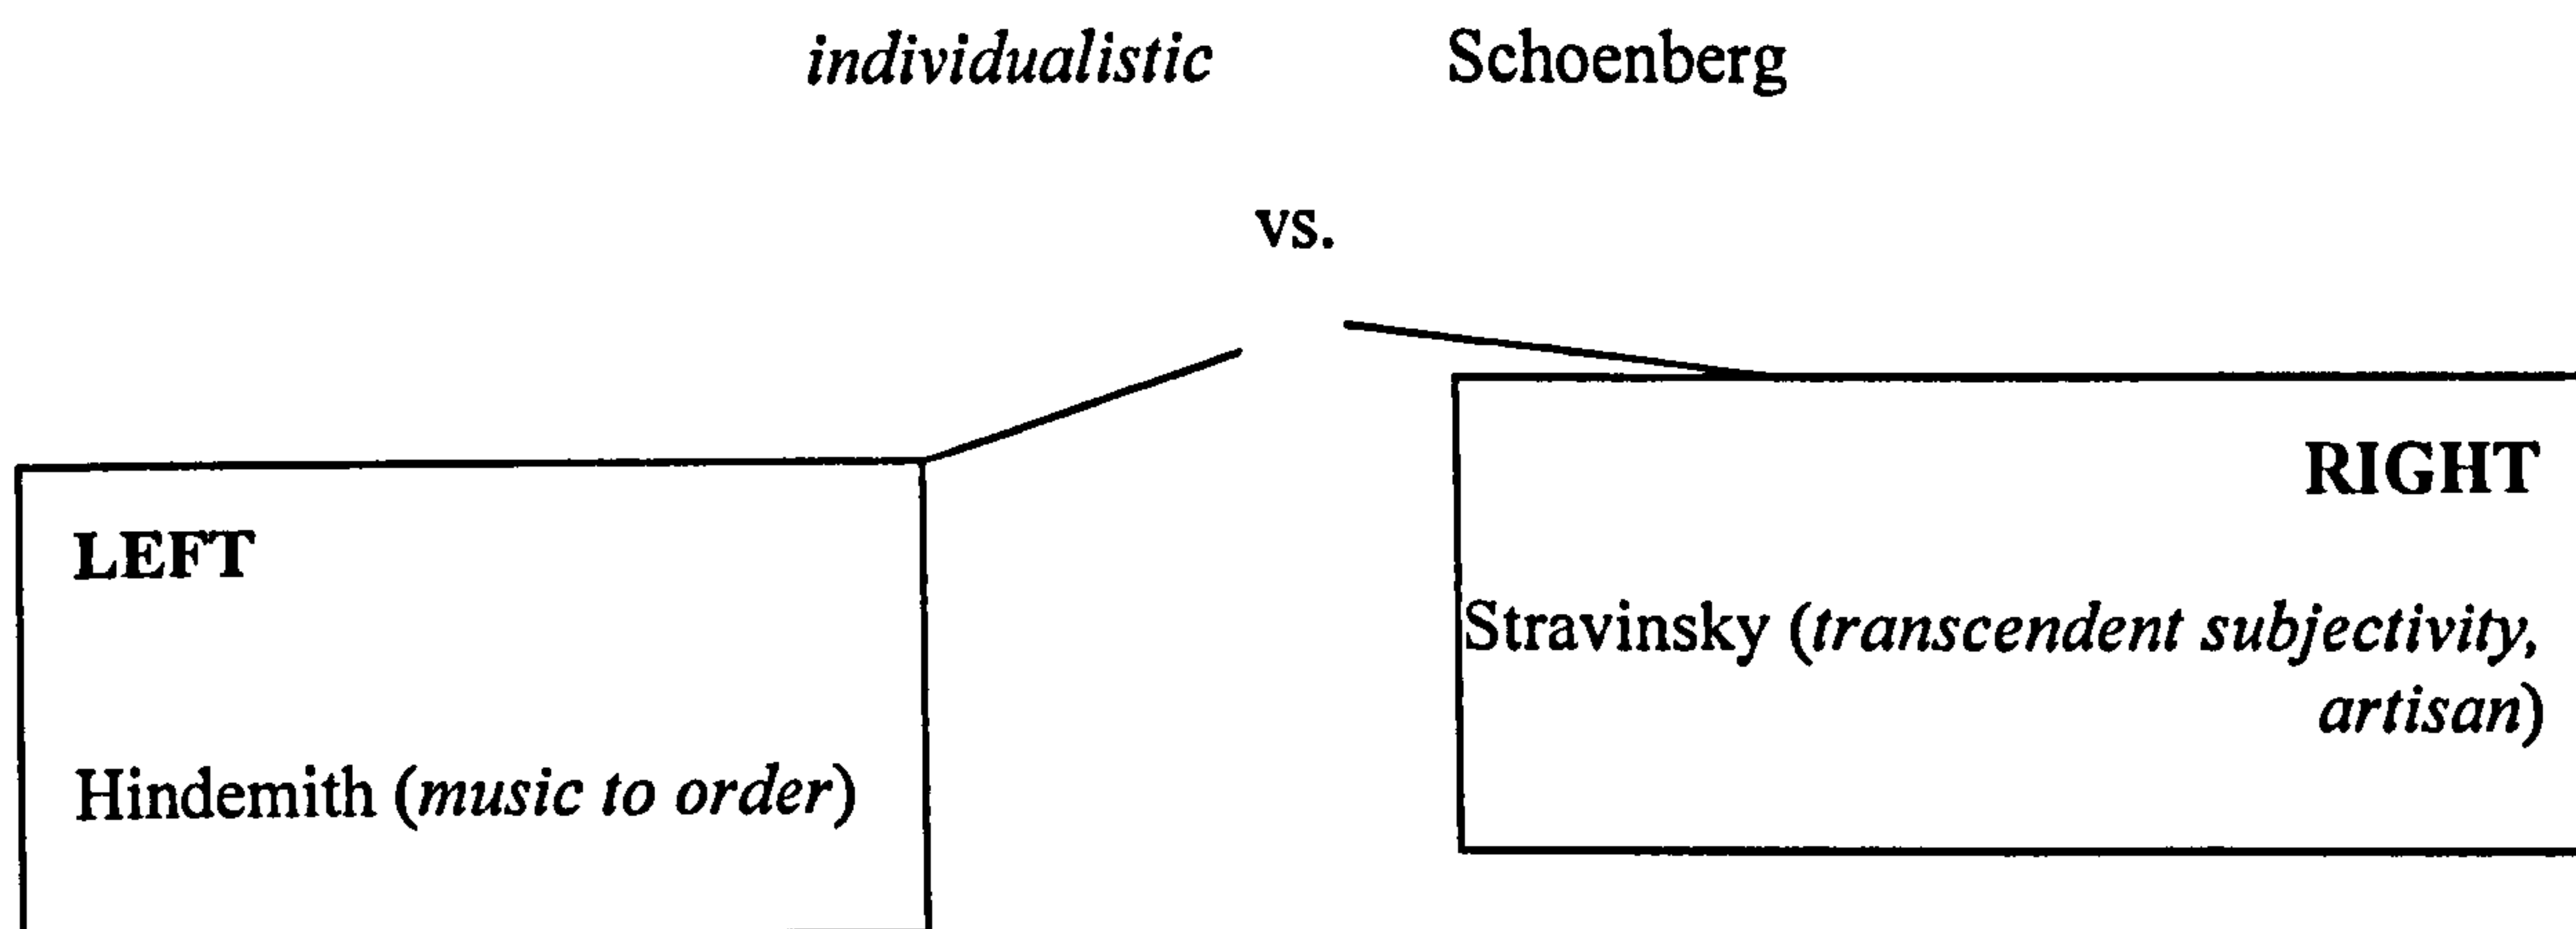 individualistic Schoenberg
vs.
LEFT
Hindemith (music to order)
RIGHT
Stravinsky (transcendent subjectivity,
artisan)